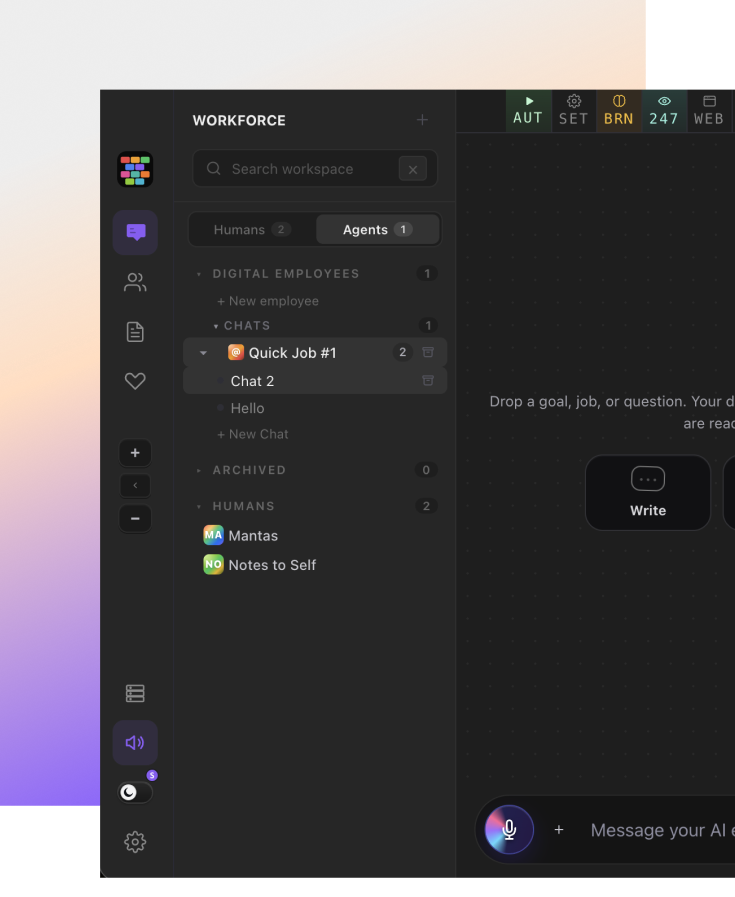 WORKFORCE
AUT SET BRN 247 WEB
Search workspace
Humans 2 Agents 1
DIGITAL EMPLOYEES 1
+ New employee
CHATS 1
@ Quick Job #1 2
Chat 2
Hello
+ New Chat
ARCHIVED 0
HUMANS 2
MA Mantas
NO Notes to Self
Drop a goal, job, or question. Your d
are read
Write
S
+ Message your AI e